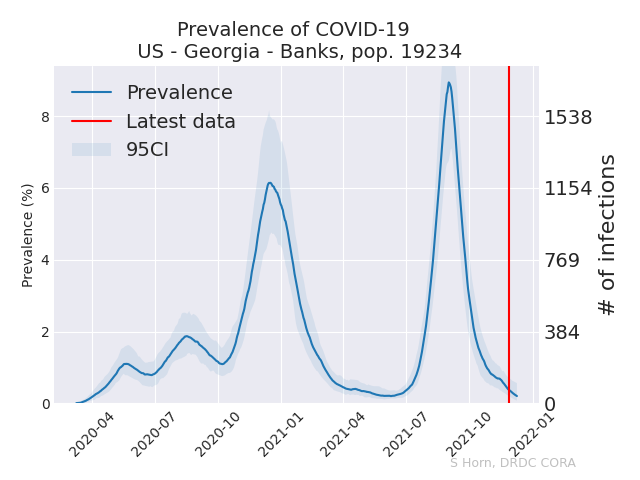 Prevalence of COVID-19
US - Georgia - Banks, pop. 19234
Prevalence
Latest data
95CI
Prevalence (%)
8
6
4
2
0
1538
1154
769
384
0
# of infections
2020-04
2020-07
2020-10
2021-01
2021-04
2021-07
2021-10
2022-01
S Horn, DRDC CORA